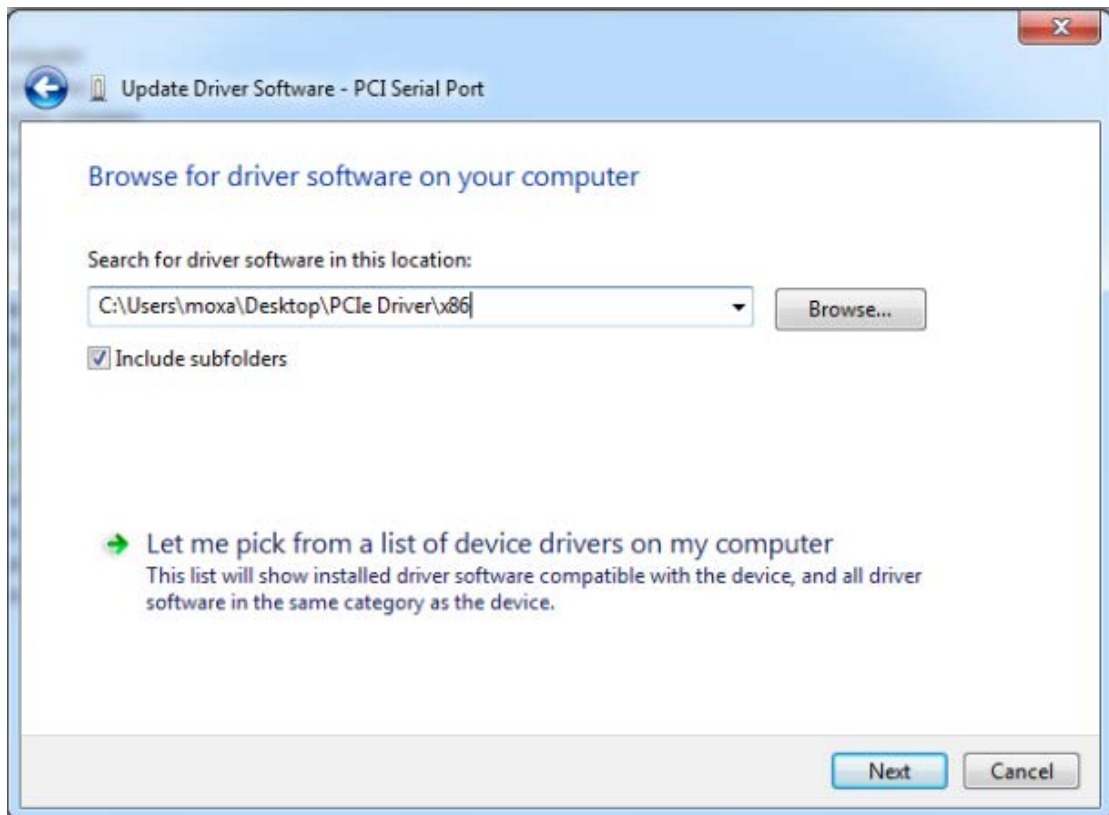 Update Driver Software - PCI Serial Port
Browse for driver software on your computer
Search for driver software in this location:
C:\Users\moxa\Desktop\PCIe Driver\x86
Browse...
Include subfolders
Let me pick from a list of device drivers on my computer
This list will show installed driver software compatible with the device, and all driver
software in the same category as the device.
Next
Cancel